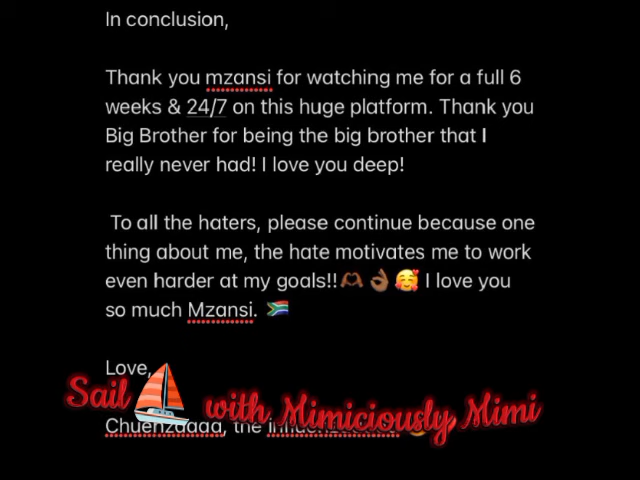 In conclusion,
Thank you mzansi for watching me for a full 6
weeks & 24/7 on this huge platform. Thank you
Big Brother for being the big brother that I
really never had! I love you deep!
To all the haters, please continue because one
thing about me, the hate motivates me to work
even harder at my goals!!🫶🏾👌🏾🥰 I love you
so much Mzansi. 🇿🇦
Love,
Sail ⛵ with Mimiciously Mimi
Chuenzaaaa, the